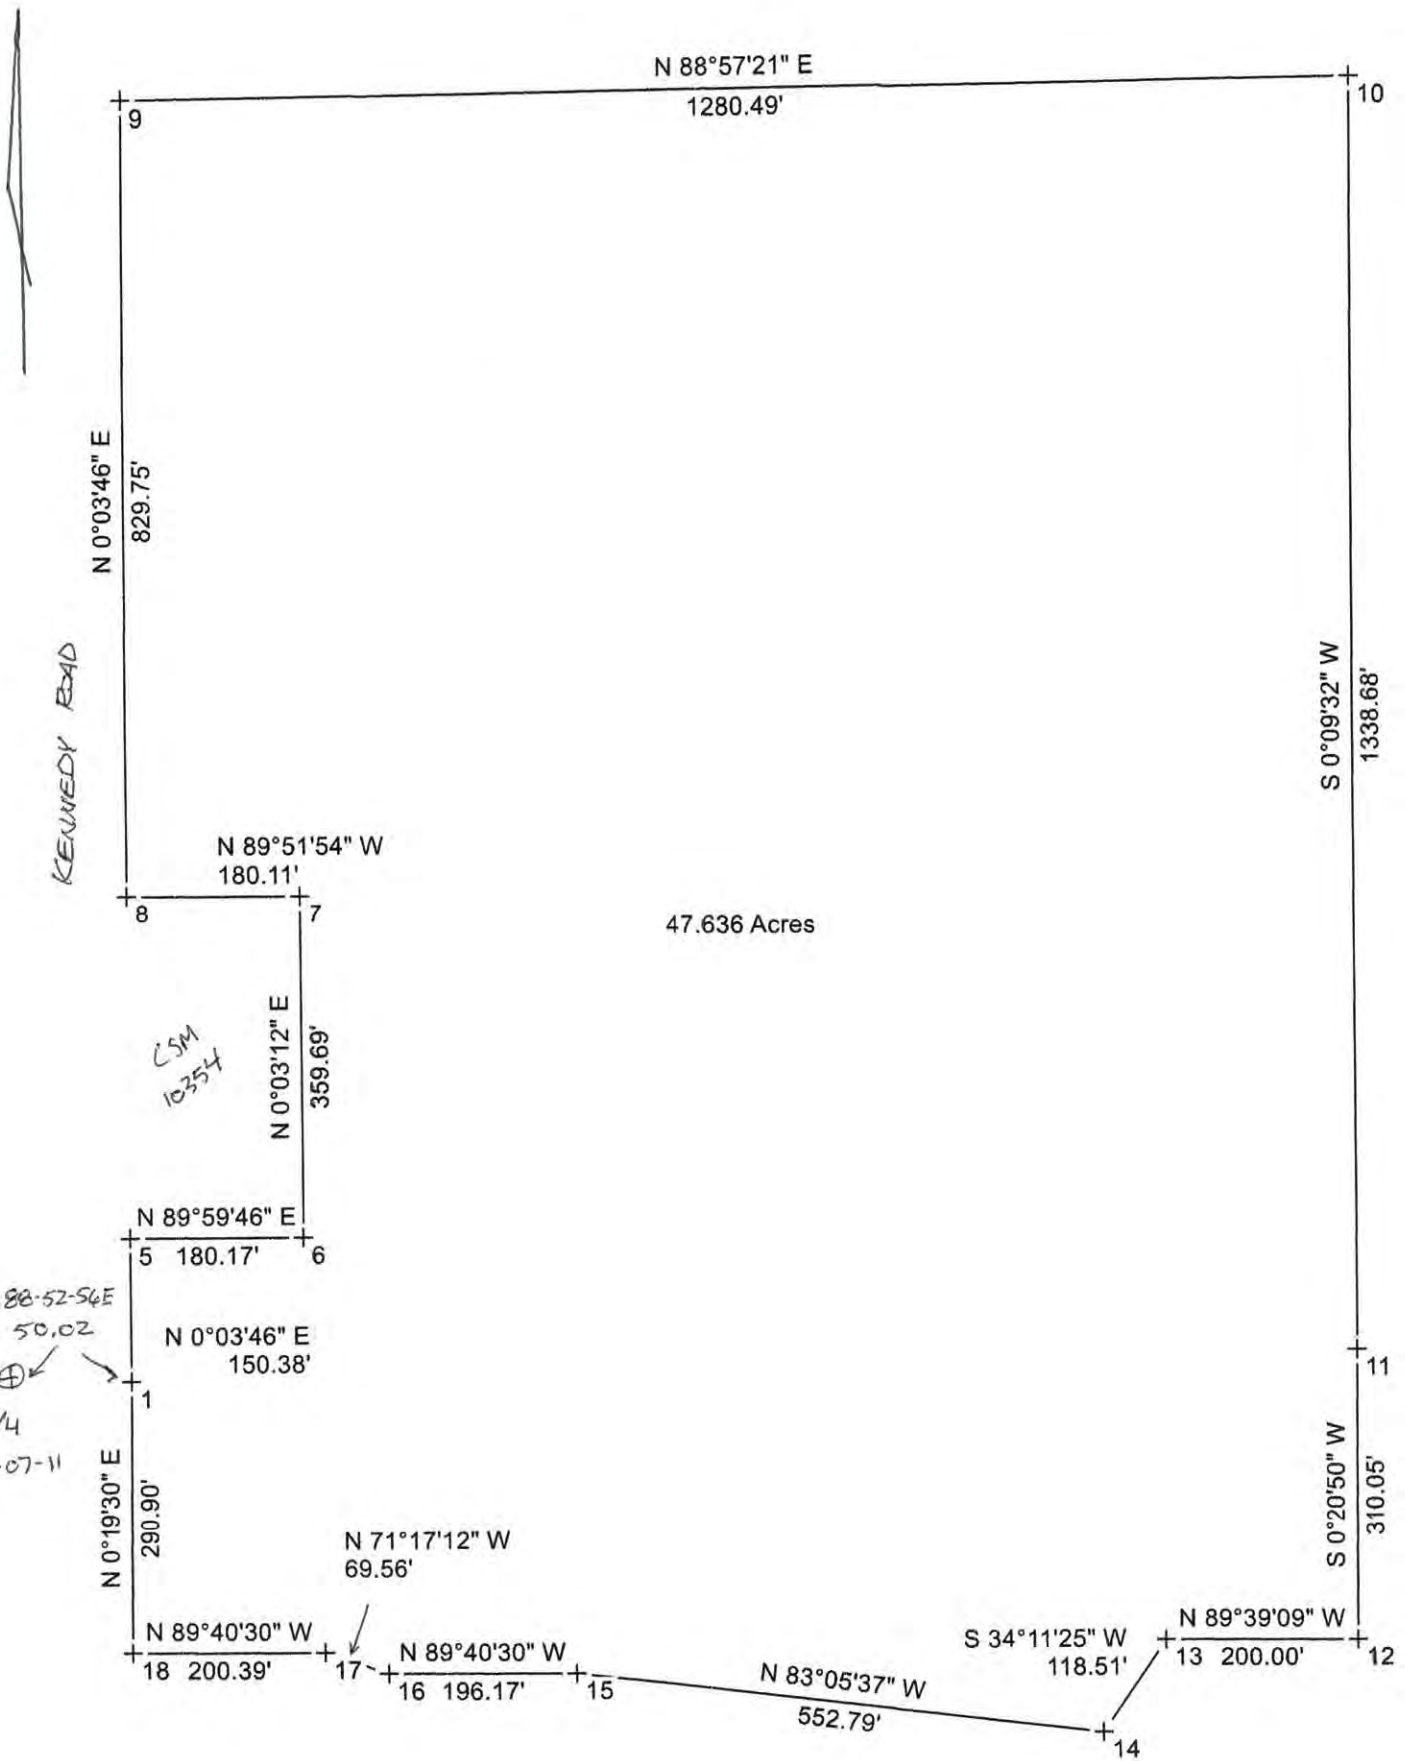 N 88°57'21" E
1280.49'
9
10
N 0°03'46" E
829.75'
KENNEDY ROAD
S 0°09'32" W
1338.68'
N 89°51'54" W
180.11'
8
7
47.636 Acres
CSM
10354
N 0°03'12" E
359.69'
N 89°59'46" E
5 180.17' 6
88-52-54E
50.02
N 0°03'46" E
150.38'
1
11
/4
-07-11
N 0°19'30" E
290.90'
S 0°20'50" W
310.05'
N 71°17'12" W
69.56'
N 89°40'30" W
18 200.39' 17
N 89°40'30" W
16 196.17' 15
N 83°05'37" W
552.79'
S 34°11'25" W
118.51'
N 89°39'09" W
13 200.00' 12
14